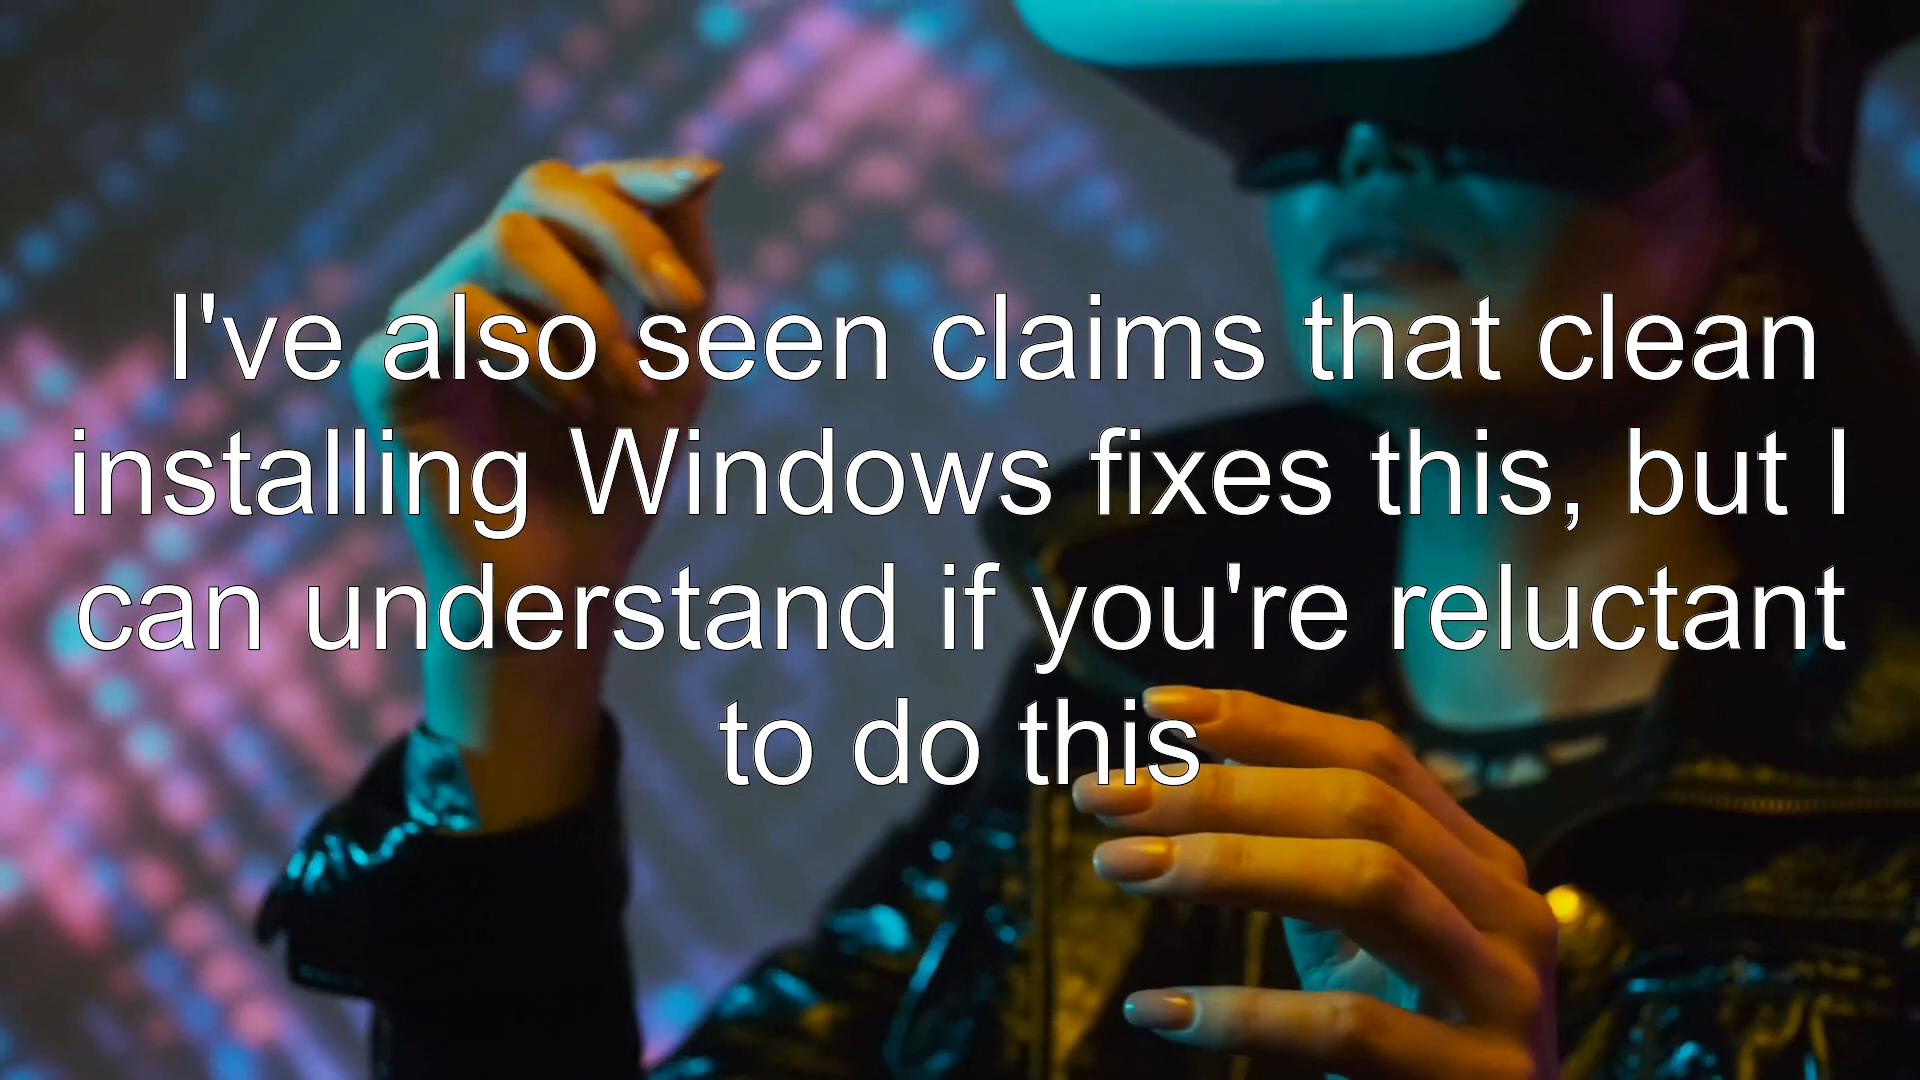 I've also seen claims that clean
installing Windows fixes this, but I
can understand if you're reluctant
to do this